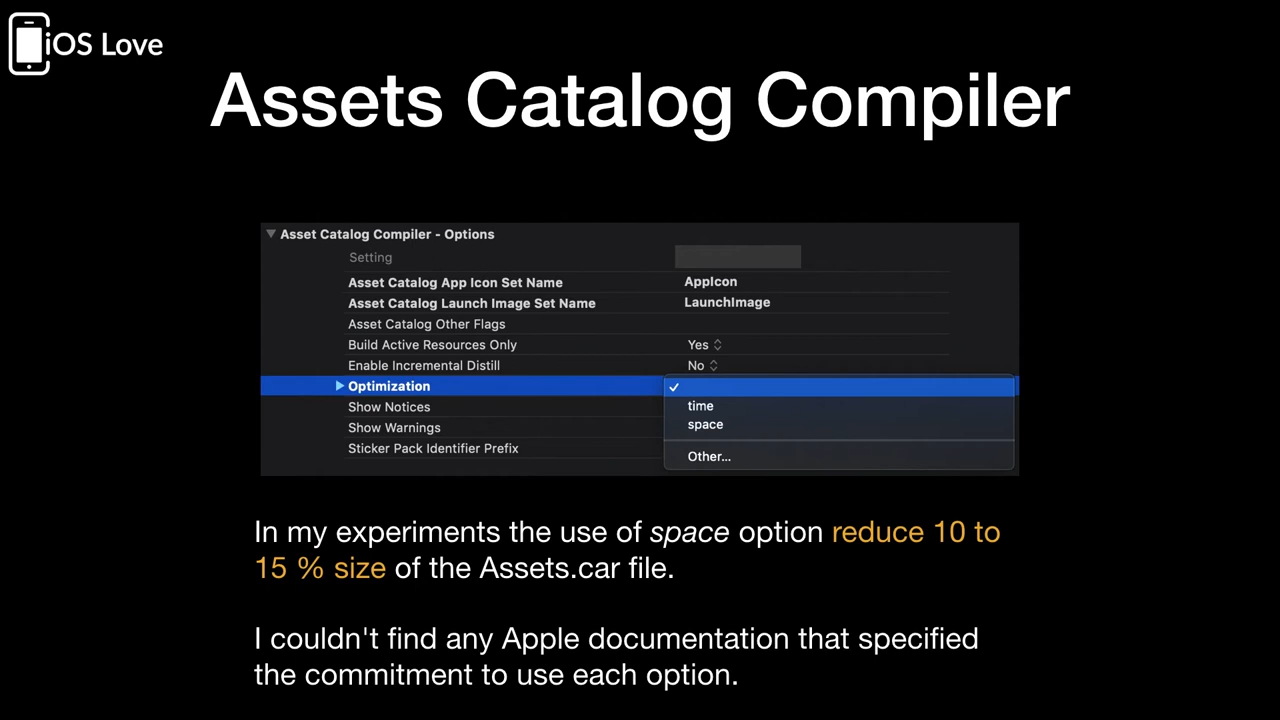 iOS Love
Assets Catalog Compiler
Asset Catalog Compiler - Options
Setting
Asset Catalog App Icon Set Name AppIcon
Asset Catalog Launch Image Set Name LaunchImage
Asset Catalog Other Flags
Build Active Resources Only Yes
Enable Incremental Distill No
Optimization
time
Show Notices
space
Show Warnings
Sticker Pack Identifier Prefix
Other...
In my experiments the use of space option reduce 10 to
15 % size of the Assets.car file.
I couldn't find any Apple documentation that specified
the commitment to use each option.